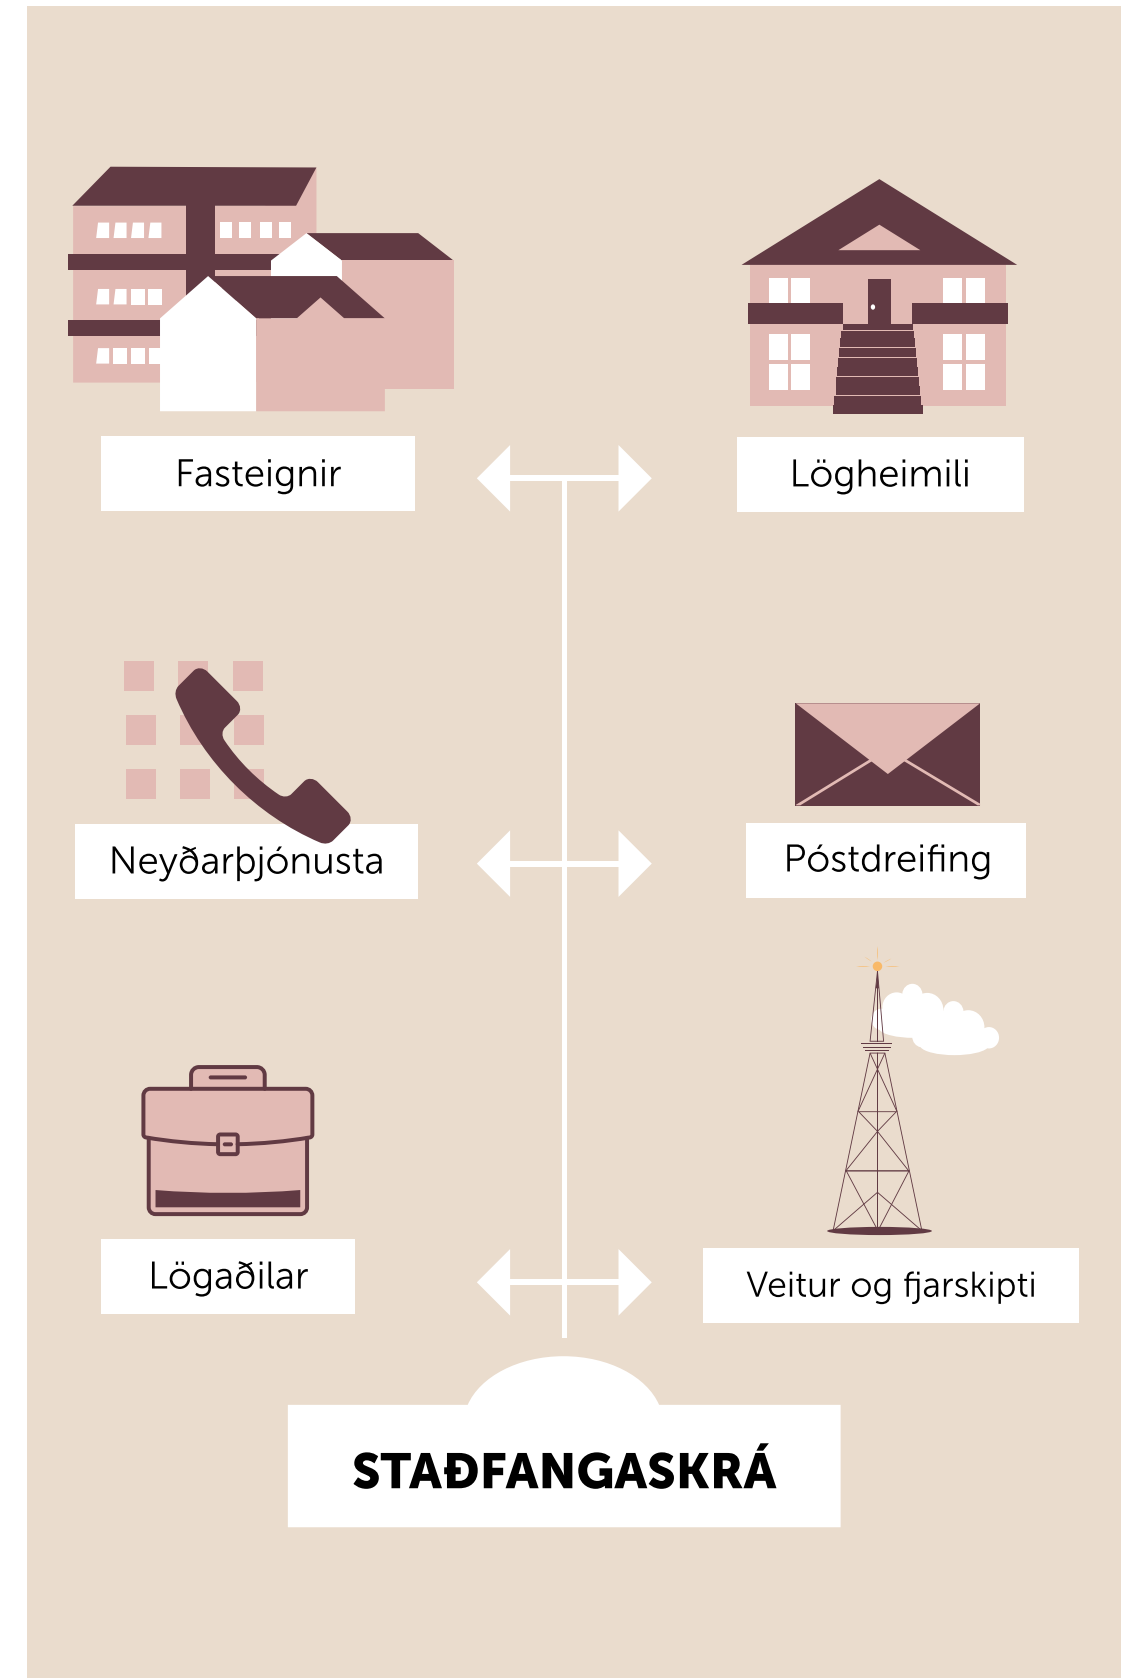 Fasteignir
Lögheimili
Neyðarþjónusta
Póstdreifing
Lögaðilar
Veitur og fjarskipti
STAÐFANGASKRÁ